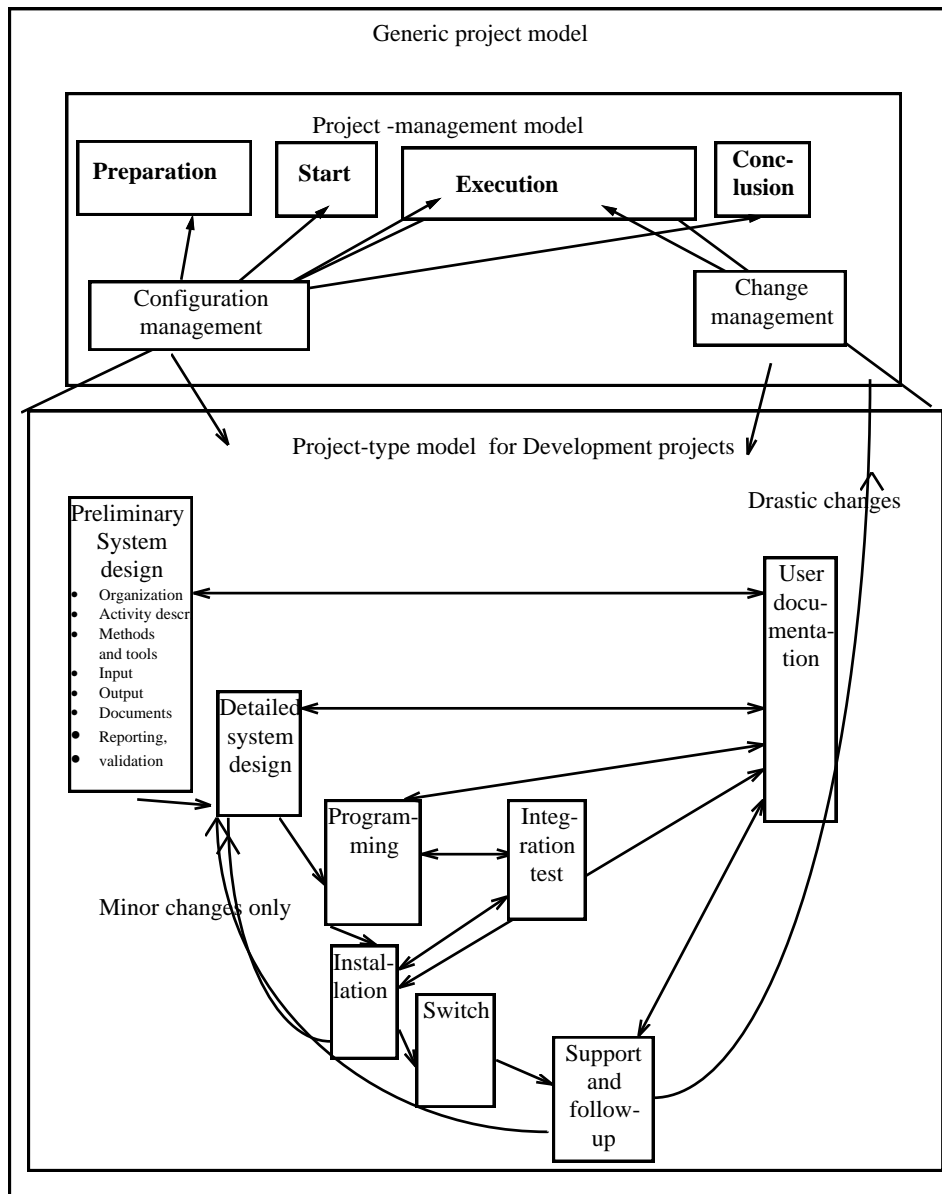 Generic project model
Project -management model
Preparation
Start
Execution
Conc-
lusion
Configuration
management
Change
management
Project-type model  for Development projects
Drastic changes
Preliminary
System
design
• Organization
• Activity descr
• Methods
and tools
• Input
• Output
• Documents
• Reporting,
• validation
User
docu-
menta-
tion
Detailed
system
design
Programm-
ming
Integ-
ration
test
Minor changes only
Instal-
lation
Switch
Support
and
follow-
up